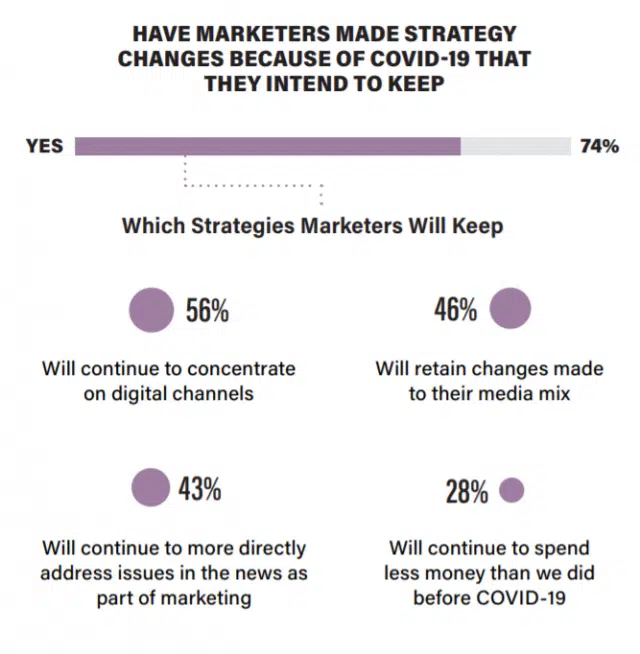 HAVE MARKETERS MADE STRATEGY
CHANGES BECAUSE OF COVID-19 THAT
THEY INTEND TO KEEP
YES 74%
Which Strategies Marketers Will Keep
56%
Will continue to concentrate
on digital channels
46%
Will retain changes made
to their media mix
43%
Will continue to more directly
address issues in the news as
part of marketing
28%
Will continue to spend
less money than we did
before COVID-19